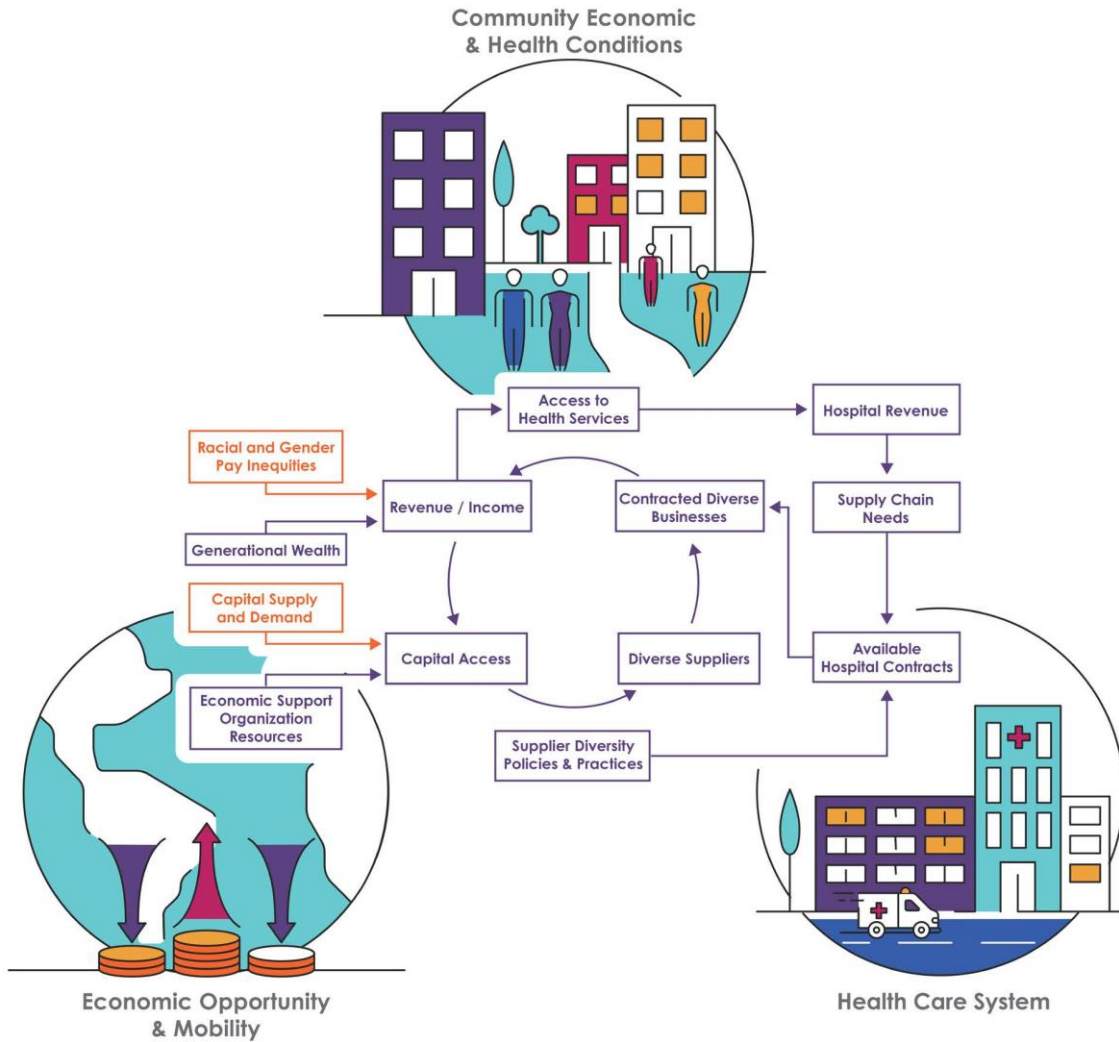 Community Economic
& Health Conditions
Access to
Health Services
Hospital Revenue
Racial and Gender
Pay Inequities
Revenue / Income
Contracted Diverse
Businesses
Supply Chain
Needs
Generational Wealth
Capital Supply
and Demand
Capital Access
Diverse Suppliers
Available
Hospital Contracts
Economic Support
Organization
Resources
Supplier Diversity
Policies & Practices
Economic Opportunity
& Mobility
Health Care System